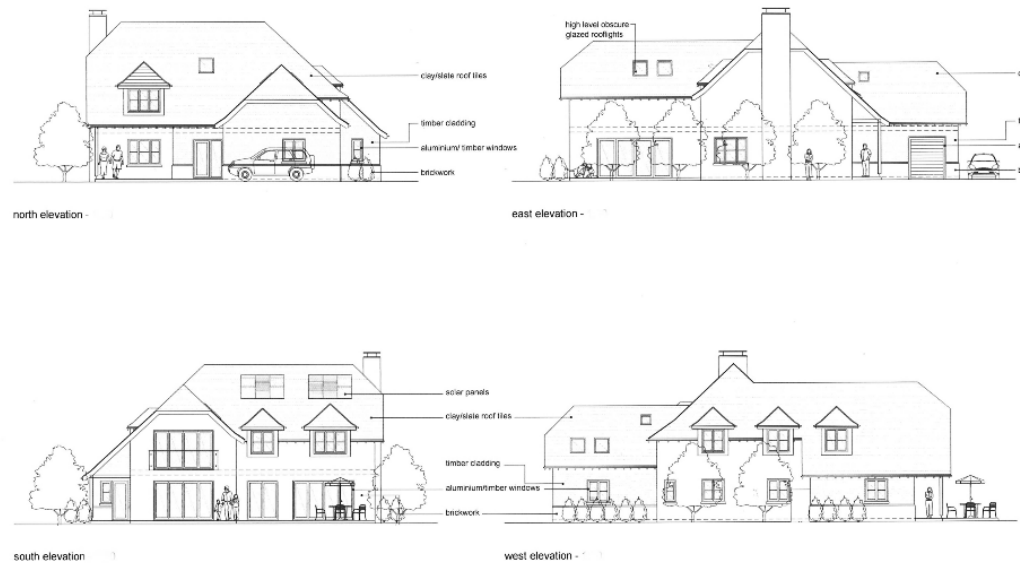 high level obscure
glazed rooflights
clay/slate roof tiles
timber cladding
aluminium/ timber windows
brickwork
north elevation -
east elevation -
solar panels
clay/slate roof tiles
timber cladding
aluminium/timber windows
brickwork
south elevation
west elevation -